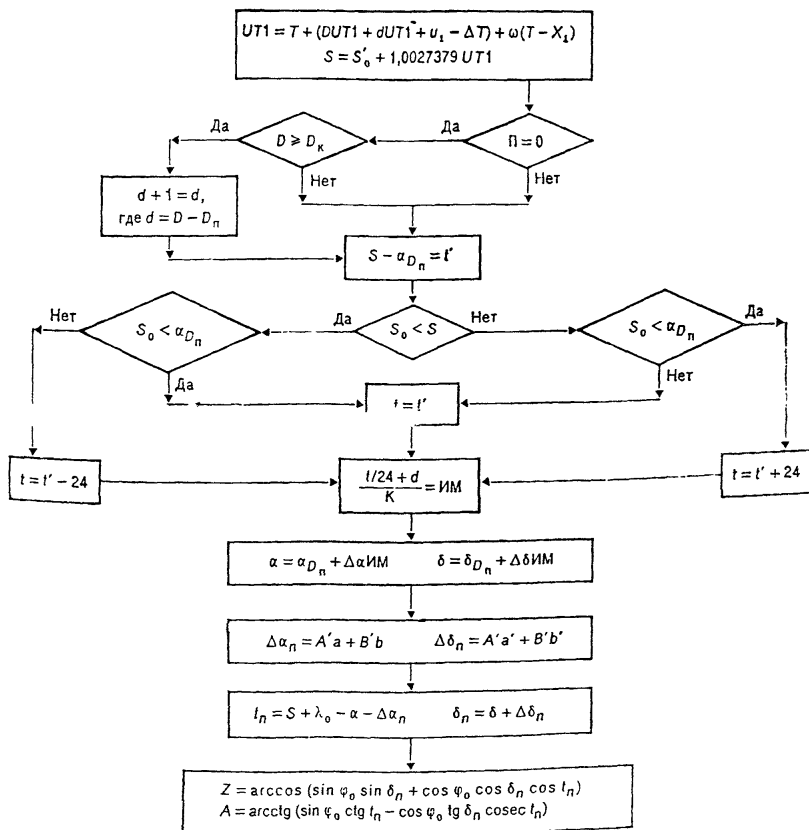 UT1 = T + (DUT1 + dUT1 + u₁ − ΔT) + ω(T − X₁)
S = S′₀ + 1,0027379 UT1
Да
D ⩾ Dк
Да
П = 0
Нет
Нет
d + 1 = d,
где d = D − Dп
S − αDп = t′
Нет
S₀ < αDп
Да
S₀ < S
Нет
S₀ < αDп
Да
Да
Нет
t = t′
t = t′ − 24
t/24 + d
К
= ИМ
t = t′ + 24
α = αDп + ΔαИМ δ = δDп + ΔδИМ
Δαп = A′a + B′b Δδп = A′a′ + B′b′
tп = S + λ₀ − α − Δαп δп = δ + Δδп
Z = arccos (sin φ₀ sin δп + cos φ₀ cos δп cos tп)
A = arcctg (sin φ₀ ctg tп − cos φ₀ tg δп cosec tп)